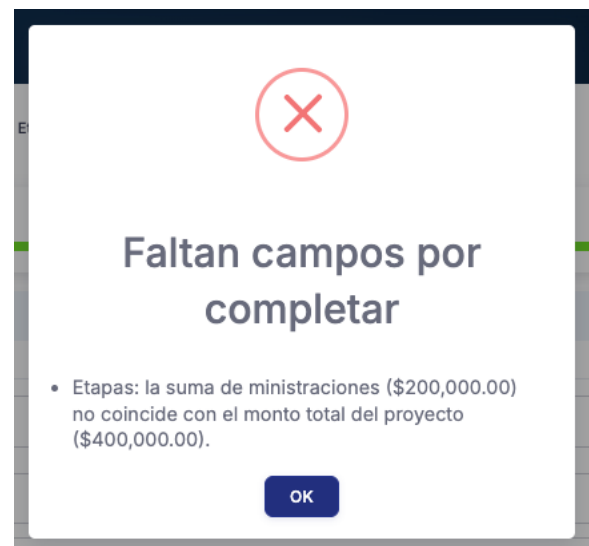 Faltan campos por
completar
• Etapas: la suma de ministraciones ($200,000.00)
no coincide con el monto total del proyecto
($400,000.00).
OK